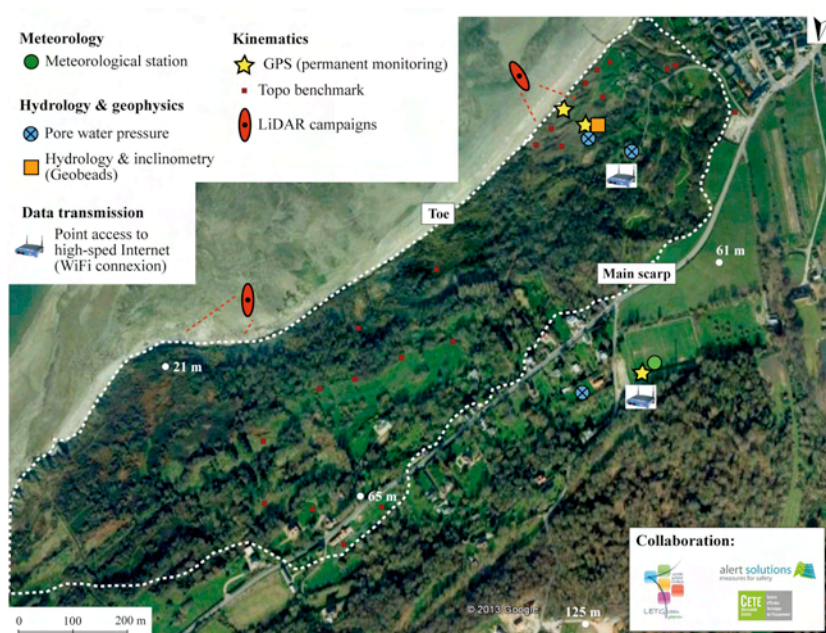 Meteorology
Meteorological station
Hydrology & geophysics
Pore water pressure
Hydrology & inclinometry
(Geobeads)
Data transmission
Point access to
high-sped Internet
(WiFi connexion)
Kinematics
GPS (permanent monitoring)
Topo benchmark
LiDAR campaigns
Toe
Main scarp
61 m
21 m
65 m
125 m
© 2013 Google
0
100
200 m
Collaboration:
LETG
alert solutions
measures for safety
CETE